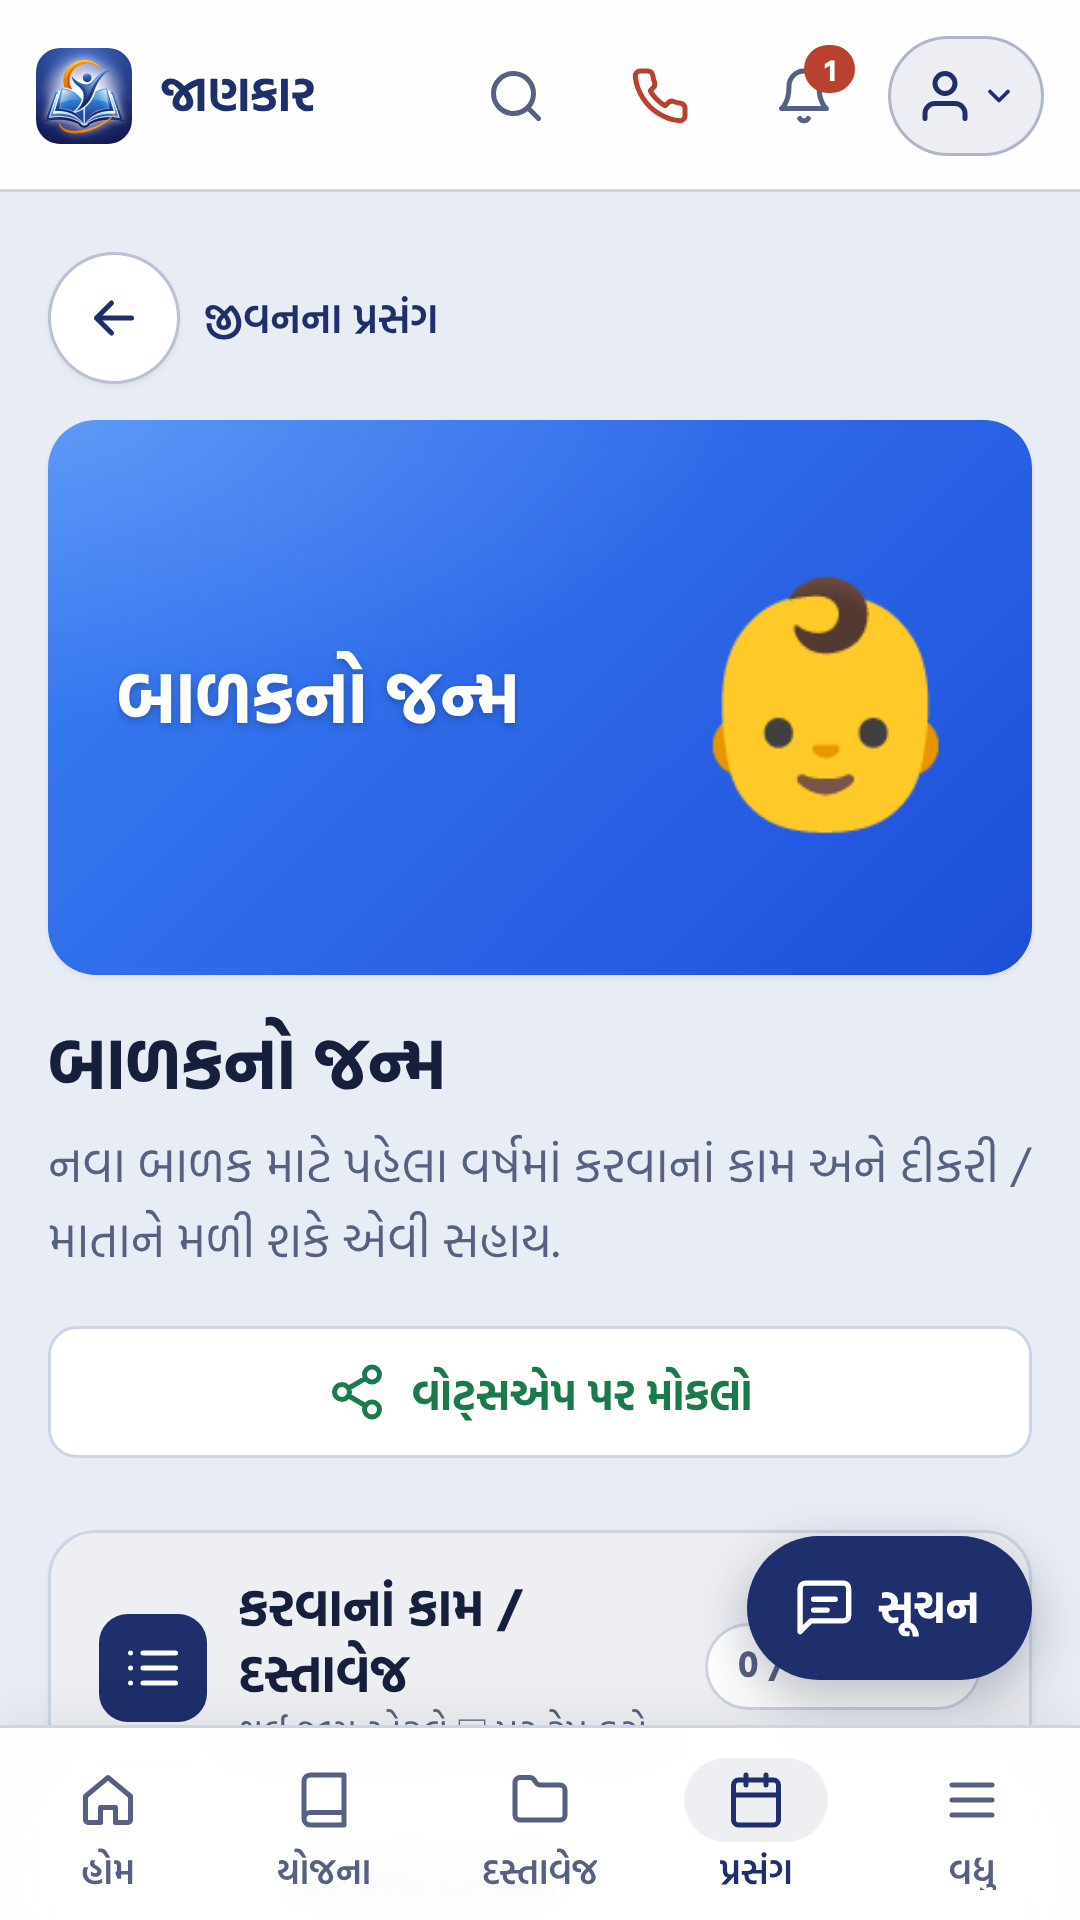 જાણકાર
1
જીવનના પ્રસંગ
બાળકનો જન્મ
બાળકનો જન્મ
નવા બાળક માટે પહેલા વર્ષમાં કરવાનાં કામ અને દીકરી /
માતાને મળી શકે એવી સહાય.
વોટ્સએપ પર મોકલો
કરવાનાં કામ /
દસ્તાવેજ
0 /
સૂચન
હોમ
યોજના
દસ્તાવેજ
પ્રસંગ
વધુ